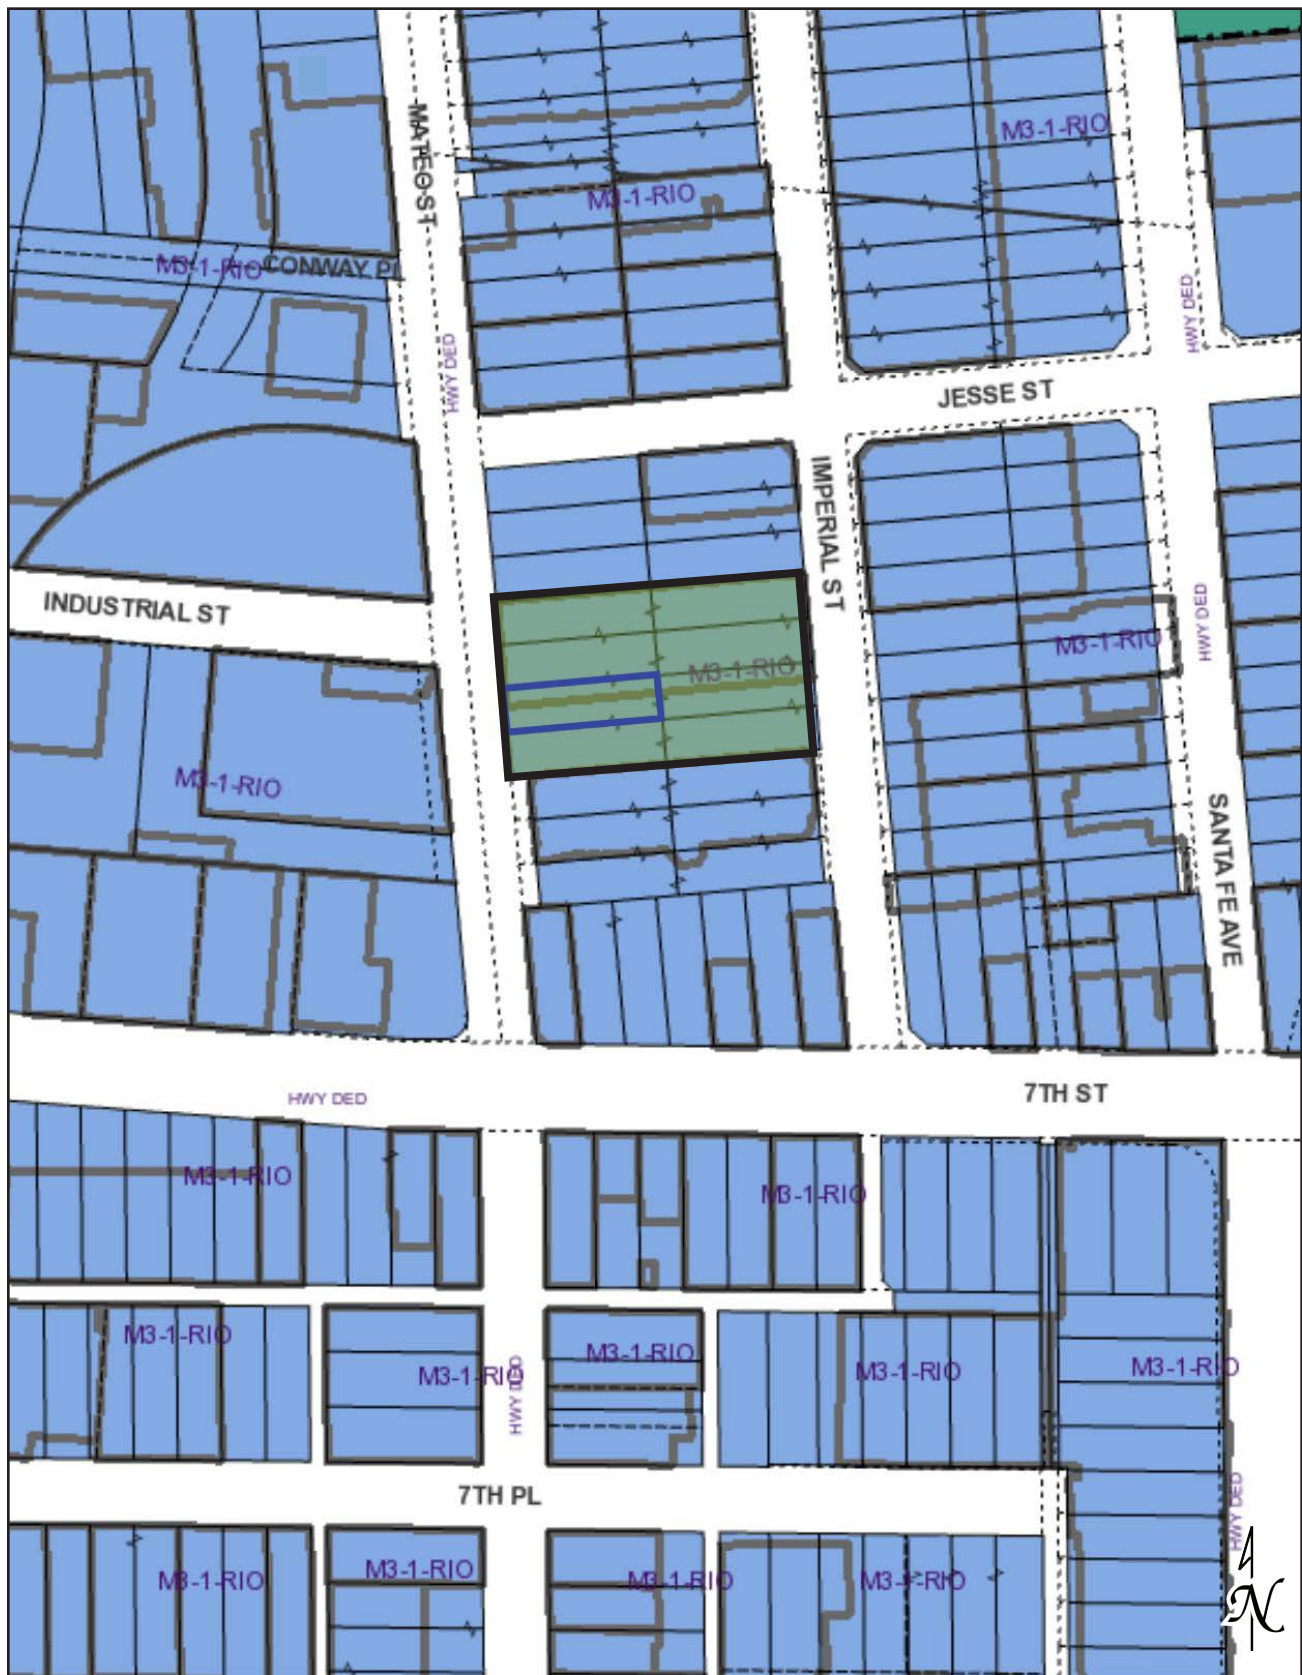 M3-1-RIO
MATEO ST
M3-1-RIO
M3-1-RIO
CONWAY PL
HWY DED
HWY DED
JESSE ST
IMPERIAL ST
INDUSTRIAL ST
HWY DED
M3-1-RIO
M3-1-RIO
M3-1-RIO
SANTA FE AVE
HWY DED
7TH ST
M3-1-RIO
M3-1-RIO
M3-1-RIO
M3-1-RIO
HWY DED
M3-1-RIO
M3-1-RIO
M3-1-RIO
7TH PL
HWY DED
M3-1-RIO
M3-1-RIO
M3-1-RIO
M3-1-RIO
N